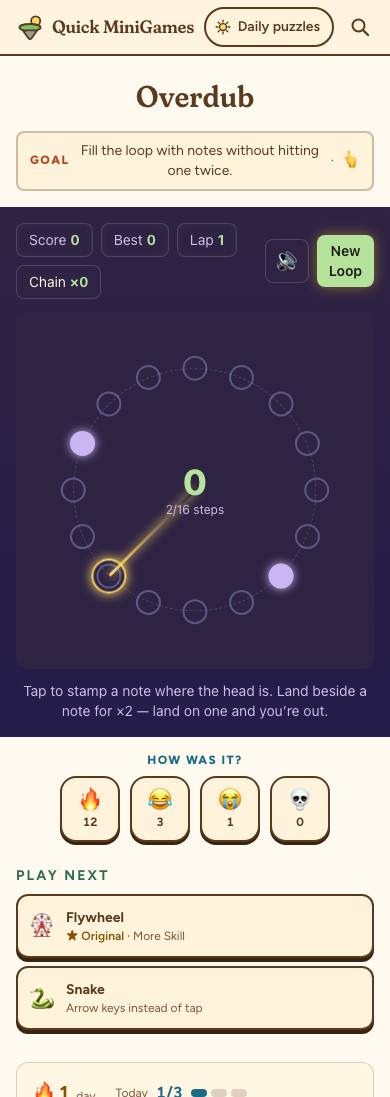 Quick MiniGames
Daily puzzles
Overdub
GOAL
Fill the loop with notes without hitting
one twice.
·
Score 0
Best 0
Lap 1
Chain ×0
New
Loop
0
2/16 steps
Tap to stamp a note where the head is. Land beside a
note for ×2 — land on one and you’re out.
HOW WAS IT?
12
3
1
0
PLAY NEXT
Flywheel
Original · More Skill
Snake
Arrow keys instead of tap
1 day
Today 1/3